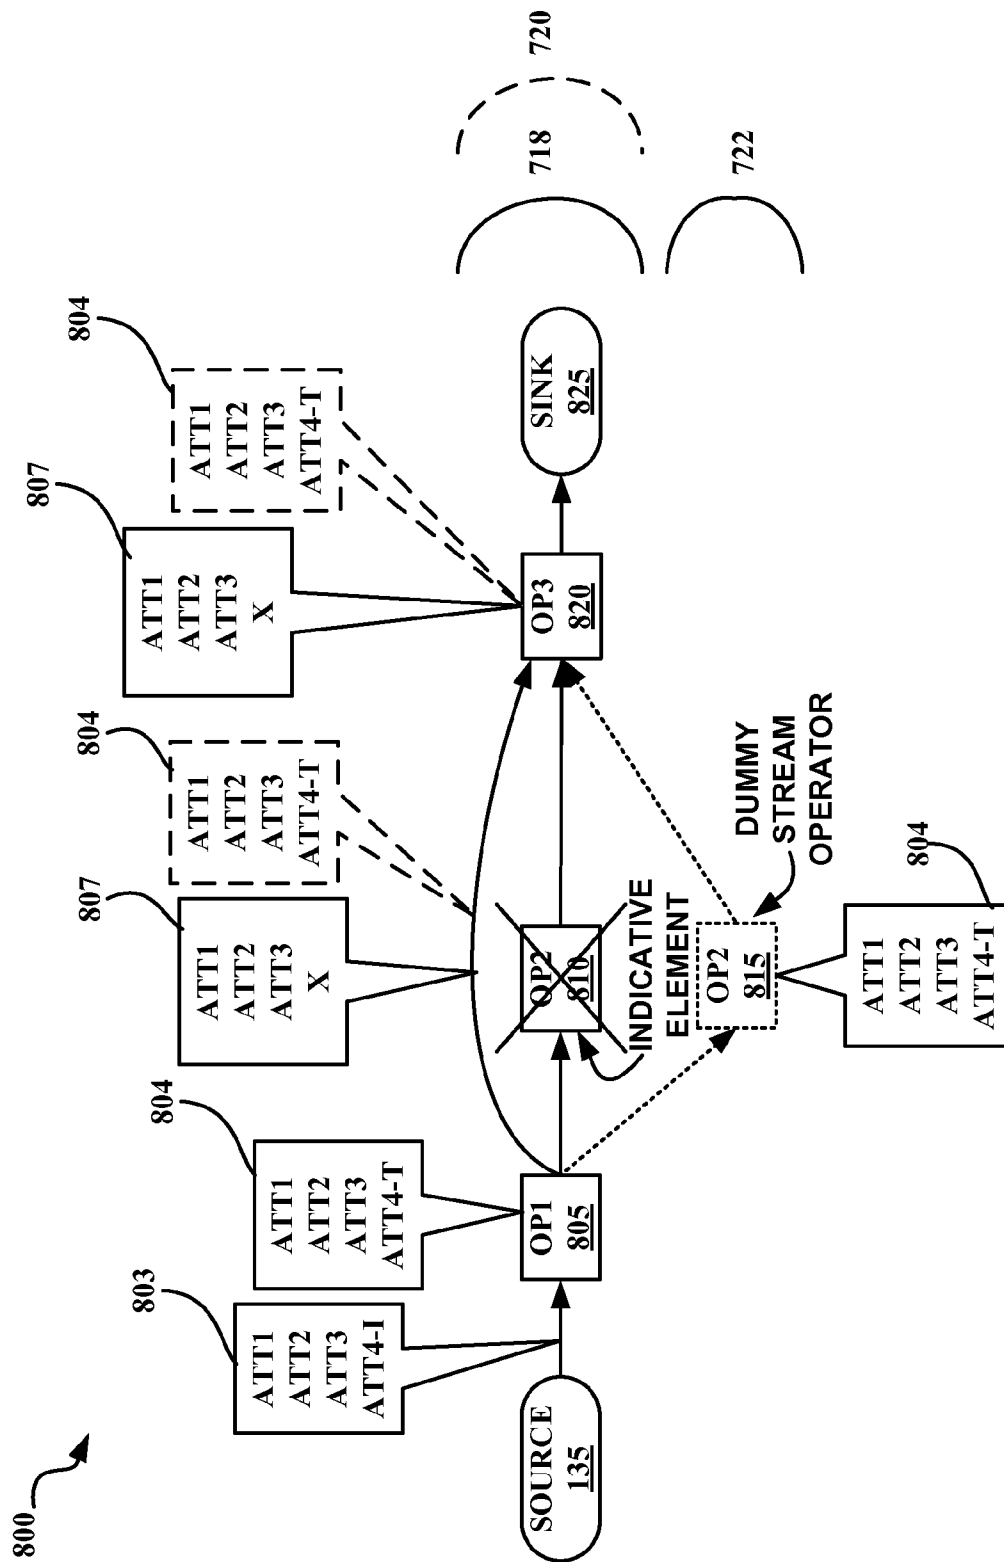 800
803
ATT1
ATT2
ATT3
ATT4-I
804
ATT1
ATT2
ATT3
ATT4-T
807
ATT1
ATT2
ATT3
X
804
ATT1
ATT2
ATT3
ATT4-T
807
ATT1
ATT2
ATT3
X
804
ATT1
ATT2
ATT3
ATT4-T
SOURCE
135
OP1
805
OP2
810
OP3
820
SINK
825
718
720
722
INDICATIVE
ELEMENT
OP2
815
DUMMY
STREAM
OPERATOR
804
ATT1
ATT2
ATT3
ATT4-T